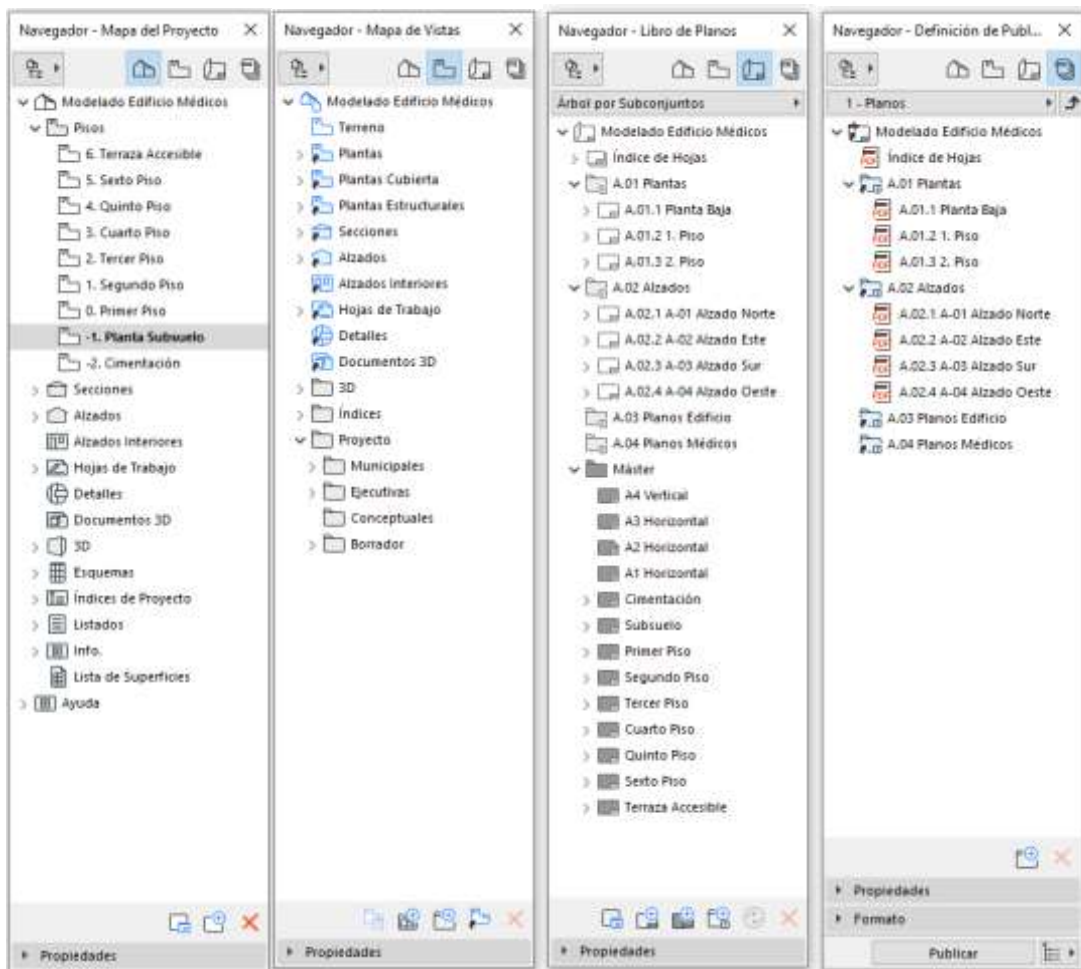 Navegador - Mapa del Proyecto
Modelado Edificio Médicos
Pisos
6. Terraza Accesible
5. Sexto Piso
4. Quinto Piso
3. Cuarto Piso
2. Tercer Piso
1. Segundo Piso
0. Primer Piso
-1. Planta Subsuelo
-2. Cimentación
Secciones
Alzados
Alzados Interiores
Hojas de Trabajo
Detalles
Documentos 3D
3D
Esquemas
Índices de Proyecto
Listados
Info.
Lista de Superficies
Ayuda
Propiedades
Navegador - Mapa de Vistas
Modelado Edificio Médicos
Terreno
Plantas
Plantas Cubierta
Plantas Estructurales
Secciones
Alzados
Alzados Interiores
Hojas de Trabajo
Detalles
Documentos 3D
3D
Índices
Proyecto
Municipales
Ejecutivas
Conceptuales
Borrador
Propiedades
Navegador - Libro de Planos
Árbol por Subconjuntos
Modelado Edificio Médicos
Índice de Hojas
A.01 Plantas
A.01.1 Planta Baja
A.01.2 1. Piso
A.01.3 2. Piso
A.02 Alzados
A.02.1 A-01 Alzado Norte
A.02.2 A-02 Alzado Este
A.02.3 A-03 Alzado Sur
A.02.4 A-04 Alzado Oeste
A.03 Planos Edificio
A.04 Planos Médicos
Máster
A4 Vertical
A3 Horizontal
A2 Horizontal
A1 Horizontal
Cimentación
Subsuelo
Primer Piso
Segundo Piso
Tercer Piso
Cuarto Piso
Quinto Piso
Sexto Piso
Terraza Accesible
Propiedades
Navegador - Definición de Publ...
1 - Planos
Modelado Edificio Médicos
Índice de Hojas
A.01 Plantas
A.01.1 Planta Baja
A.01.2 1. Piso
A.01.3 2. Piso
A.02 Alzados
A.02.1 A-01 Alzado Norte
A.02.2 A-02 Alzado Este
A.02.3 A-03 Alzado Sur
A.02.4 A-04 Alzado Oeste
A.03 Planos Edificio
A.04 Planos Médicos
Propiedades
Formato
Publicar